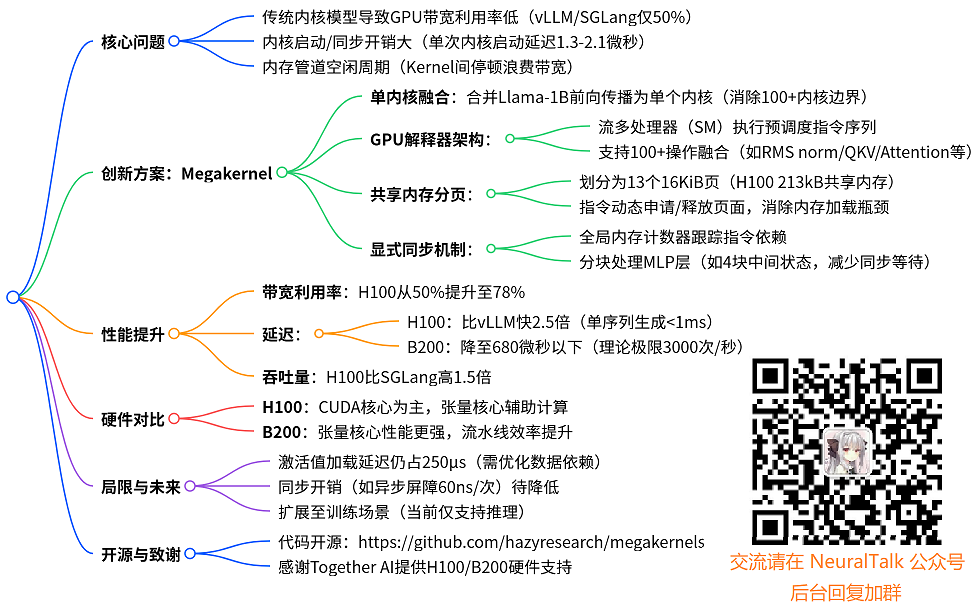 核心问题
传统内核模型导致GPU带宽利用率低（vLLM/SGLang仅50%）
内核启动/同步开销大（单次内核启动延迟1.3-2.1微秒）
内存管道空闲周期（Kernel间停顿浪费带宽）
创新方案：Megakernel
单内核融合：合并Llama-1B前向传播为单个内核（消除100+内核边界）
GPU解释器架构：
流多处理器（SM）执行预调度指令序列
支持100+操作融合（如RMS norm/QKV/Attention等）
共享内存分页：
划分为13个16KiB页（H100 213kB共享内存）
指令动态申请/释放页面，消除内存加载瓶颈
显式同步机制：
全局内存计数器跟踪指令依赖
分块处理MLP层（如4块中间状态，减少同步等待）
性能提升
带宽利用率：H100从50%提升至78%
延迟：
H100：比vLLM快2.5倍（单序列生成<1ms）
B200：降至680微秒以下（理论极限3000次/秒）
吞吐量：H100比SGLang高1.5倍
硬件对比
H100：CUDA核心为主，张量核心辅助计算
B200：张量核心性能更强，流水线效率提升
局限与未来
激活值加载延迟仍占250μs（需优化数据依赖）
同步开销（如异步屏障60ns/次）待降低
扩展至训练场景（当前仅支持推理）
开源与致谢
代码开源：https://github.com/hazyresearch/megakernels
感谢Together AI提供H100/B200硬件支持
交流请在 NeuralTalk 公众号
后台回复加群